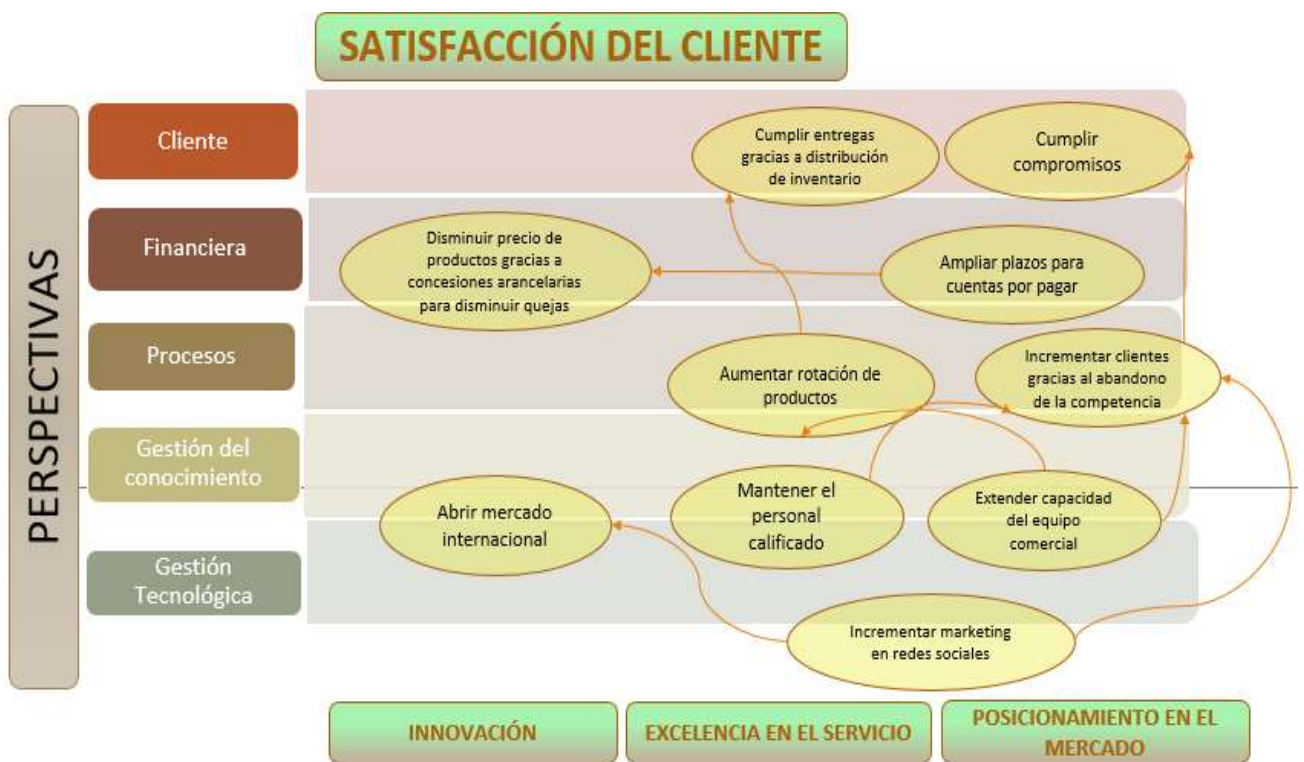 SATISFACCIÓN DEL CLIENTE
PERSPECTIVAS
Cliente
Cumplir entregas
gracias a distribución
de inventario
Cumplir
compromisos
Financiera
Disminuir precio de
productos gracias a
concesiones arancelarias
para disminuir quejas
Ampliar plazos para
cuentas por pagar
Procesos
Aumentar rotación de
productos
Incrementar clientes
gracias al abandono
de la competencia
Gestión del
conocimiento
Abrir mercado
internacional
Mantener el
personal
calificado
Extender capacidad
del equipo
comercial
Gestión
Tecnológica
Incrementar marketing
en redes sociales
INNOVACIÓN
EXCELENCIA EN EL SERVICIO
POSICIONAMIENTO EN EL
MERCADO